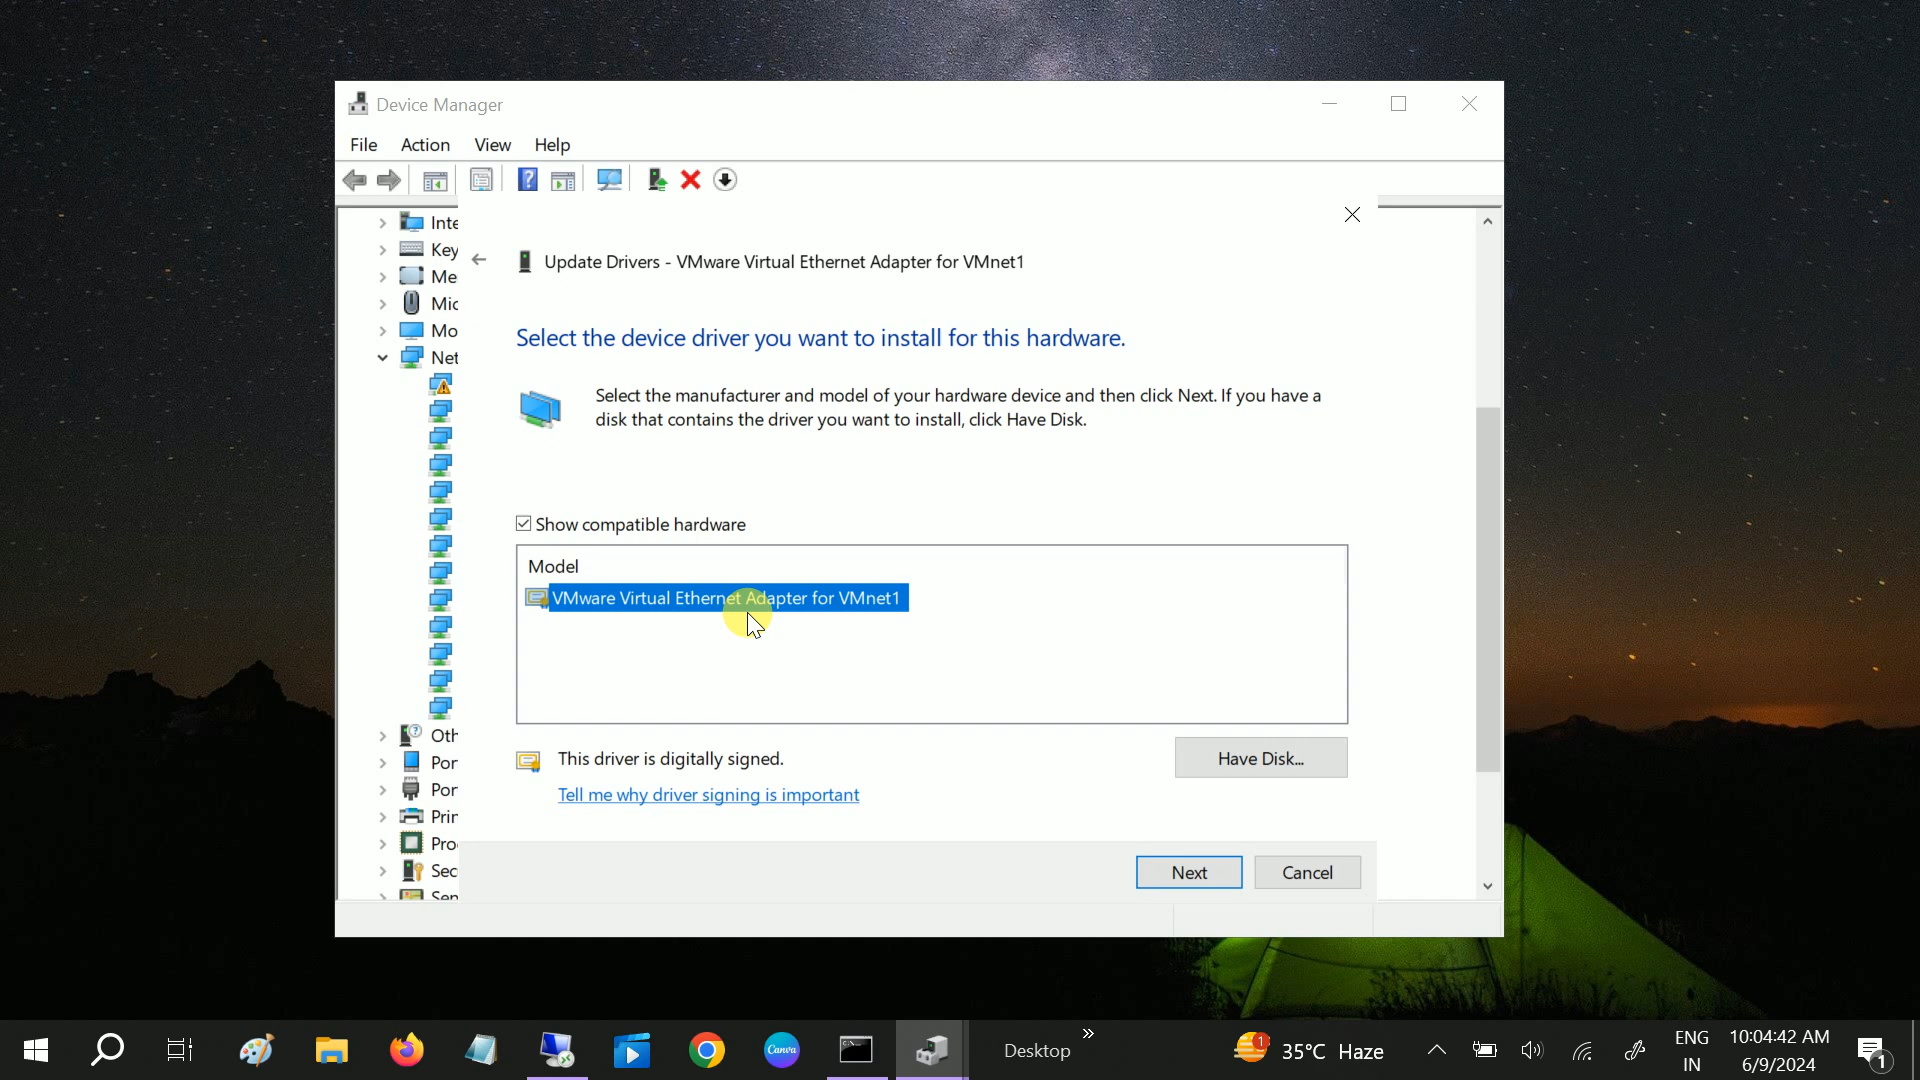 Device Manager
File Action View Help
Inte
Key
Update Drivers - VMware Virtual Ethernet Adapter for VMnet1
Me
Mic
Mo
Select the device driver you want to install for this hardware.
Net
Select the manufacturer and model of your hardware device and then click Next. If you have a
disk that contains the driver you want to install, click Have Disk.
Show compatible hardware
Model
VMware Virtual Ethernet Adapter for VMnet1
Oth
Por
Por
Prin
Pro
Sec
Sen
This driver is digitally signed.
Have Disk...
Tell me why driver signing is important
Next
Cancel
Canva
Desktop
1
35°C Haze
ENG
IN
10:04:42 AM
6/9/2024
1